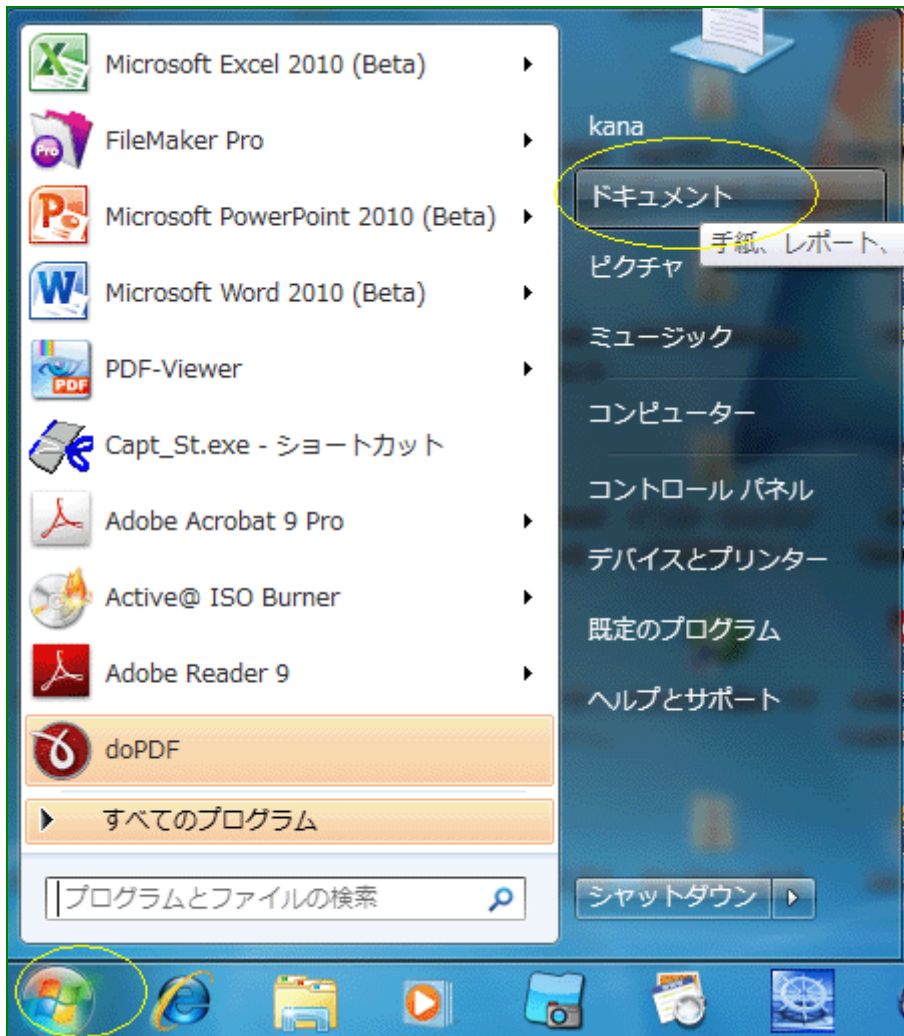 Microsoft Excel 2010 (Beta)
FileMaker Pro
Microsoft PowerPoint 2010 (Beta)
Microsoft Word 2010 (Beta)
PDF-Viewer
Capt_St.exe - ショートカット
Adobe Acrobat 9 Pro
Active@ ISO Burner
Adobe Reader 9
doPDF
すべてのプログラム
プログラムとファイルの検索
kana
ドキュメント
手紙、レポート、
ピクチャ
ミュージック
コンピューター
コントロール パネル
デバイスとプリンター
既定のプログラム
ヘルプとサポート
シャットダウン